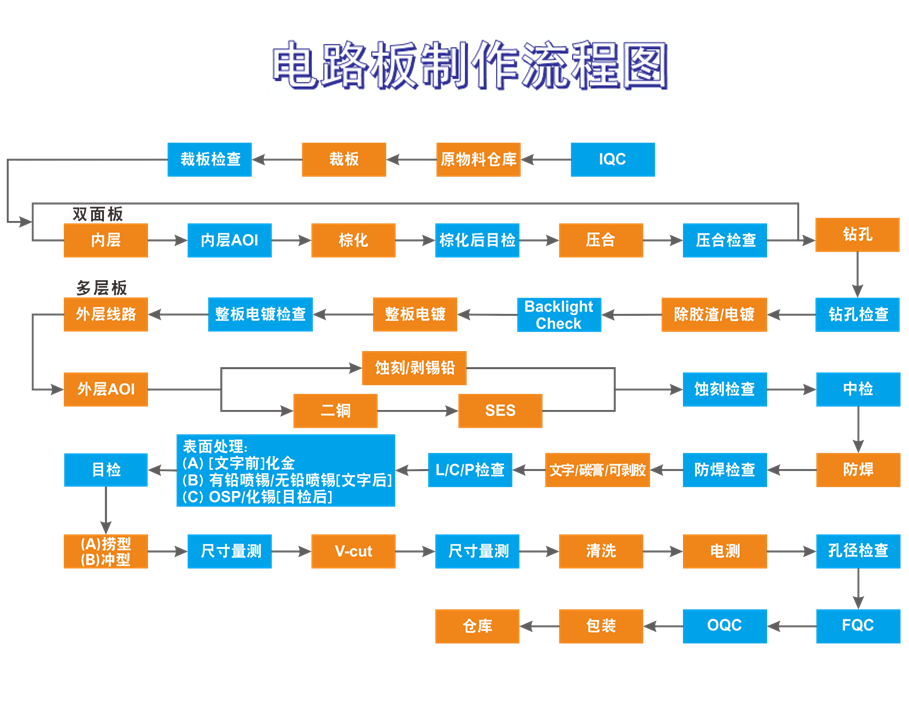 电路板制作流程图
裁板检查
裁板
原物料仓库
IQC
双面板
内层
内层AOI
棕化
棕化后目检
压合
压合检查
钻孔
多层板
外层线路
整板电镀检查
整板电镀
Backlight
Check
除胶渣/电镀
钻孔检查
外层AOI
蚀刻/剥锡铅
二铜
SES
蚀刻检查
中检
目检
表面处理:
(A) [文字前]化金
(B) 有铅喷锡/无铅喷锡[文字后]
(C) OSP/化锡[目检后]
L/C/P检查
文字/碳膏/可剥胶
防焊检查
防焊
(A)捞型
(B)冲型
尺寸量测
V-cut
尺寸量测
清洗
电测
孔径检查
仓库
包装
OQC
FQC